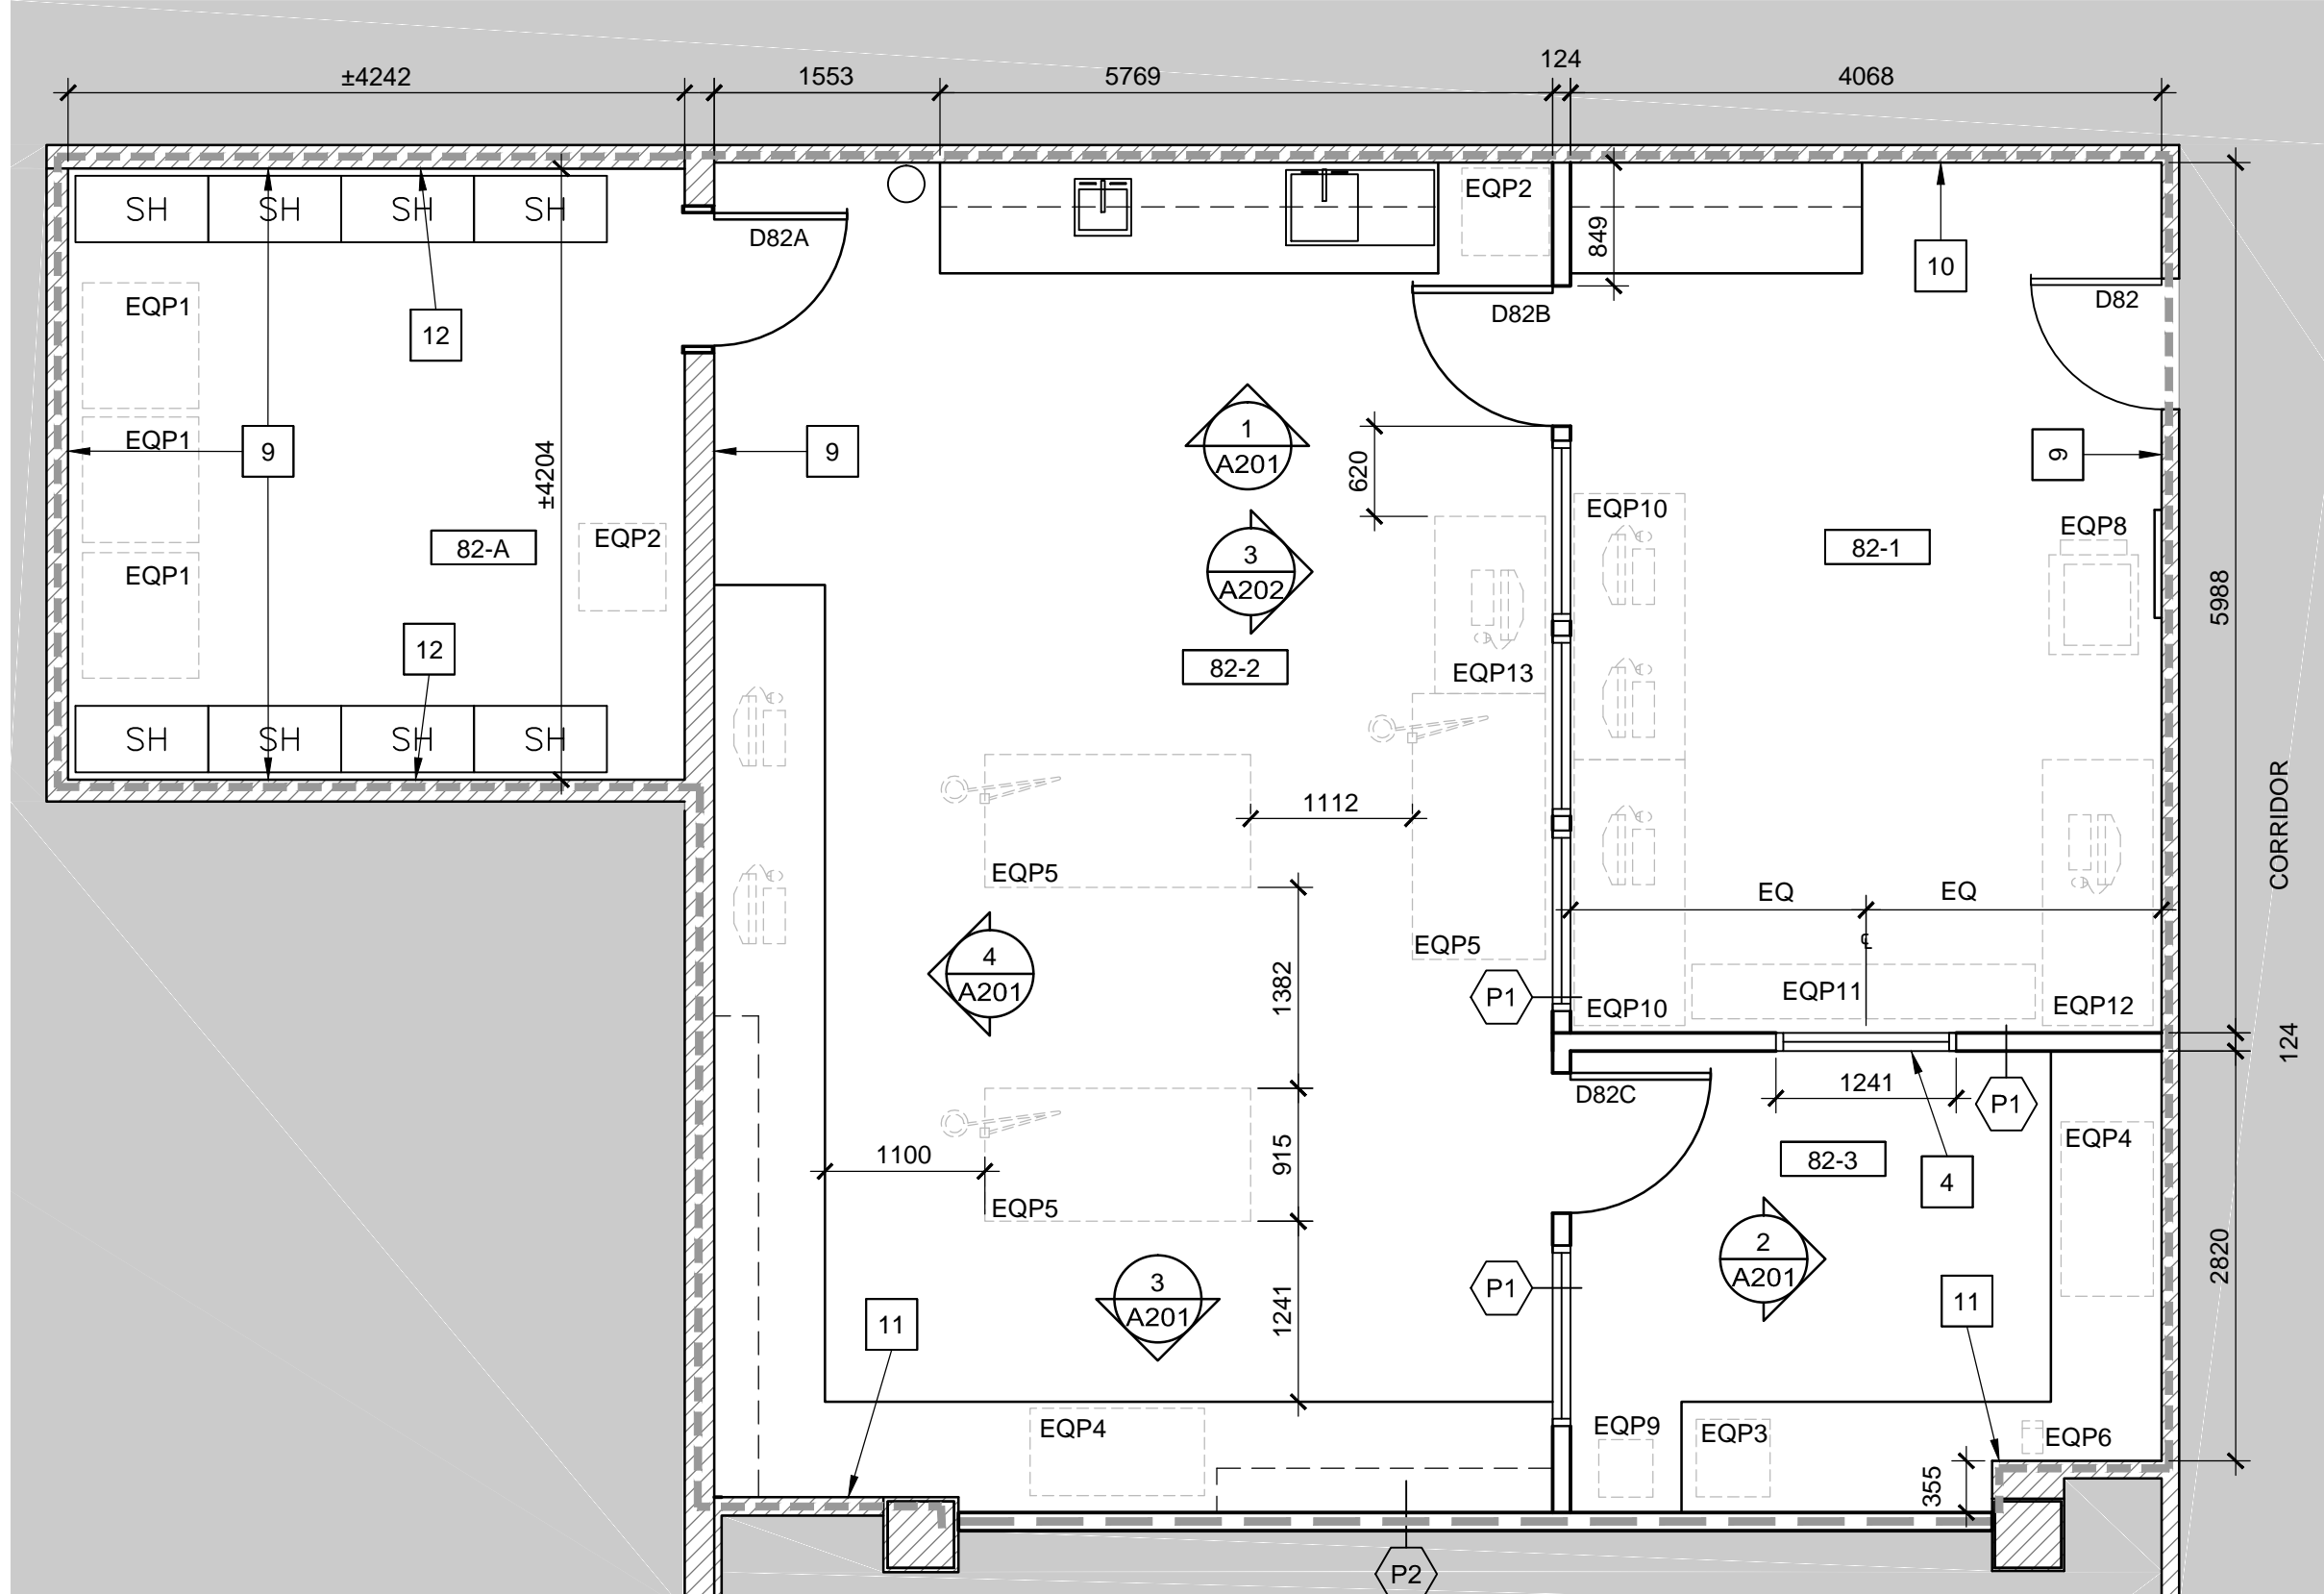 124
±4242
1553
5769
4068
SH
SH
SH
SH
D82A
EQP2
849
D82B
10
D82
EQP1
12
EQP1
9
±4204
9
1
A201
620
9
EQP10
EQP8
EQP2
82-A
82-1
3
A202
EQP1
5988
12
82-2
EQP13
SH
SH
SH
SH
1112
CORRIDOR
EQP5
EQ
EQ
℄
EQP5
4
A201
1382
P1
EQP10
EQP11
EQP12
124
D82C
1241
P1
EQP4
1100
915
82-3
4
EQP5
2
A201
2820
3
A201
1241
P1
11
11
EQP4
EQP9
EQP3
EQP6
355
P2